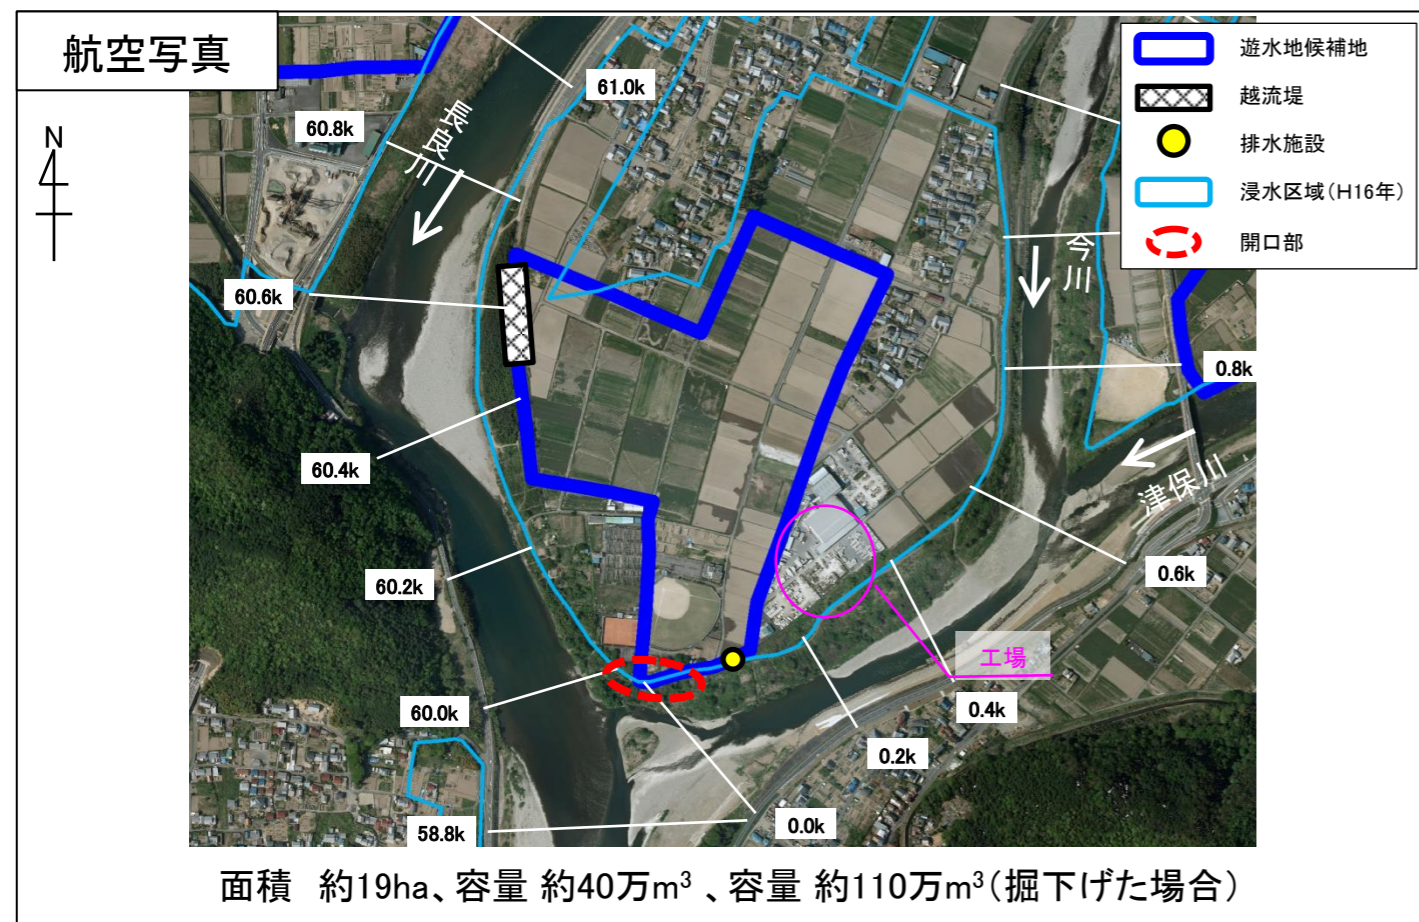 航空写真
N
遊水地候補地
越流堤
排水施設
浸水区域(H16年)
開口部
61.0k
60.8k
長良川
60.6k
今川
0.8k
60.4k
津保川
60.2k
0.6k
工場
60.0k
0.4k
0.2k
58.8k
0.0k
面積 約19ha、容量 約40万m³ 、容量 約110万m³(掘下げた場合)